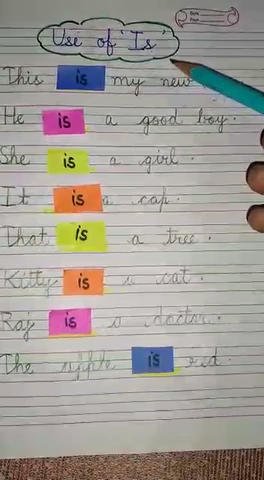 Use of 'Is'
This is my new
He is a good boy.
She is a girl.
It is a cap.
That is a tree.
Kitty is a cat.
Raj is a doctor.
The apple is red.